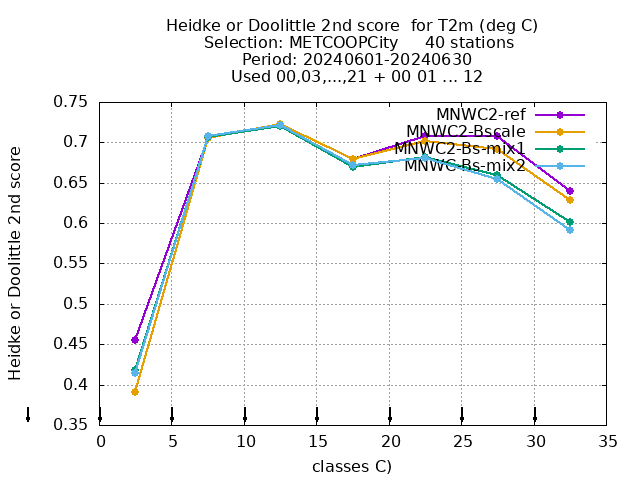 Heidke or Doolittle 2nd score  for T2m (deg C)
Selection: METCOOPCity     40 stations
Period: 20240601-20240630
Used 00,03,...,21 + 00 01 ... 12
MNWC2-ref
MNWC2-Bscale
MNWC2-Bs-mix1
MNWC-Bs-mix2
Heidke or Doolittle 2nd score
0.75
0.7
0.65
0.6
0.55
0.5
0.45
0.4
0.35
0 5 10 15 20 25 30 35
classes C)